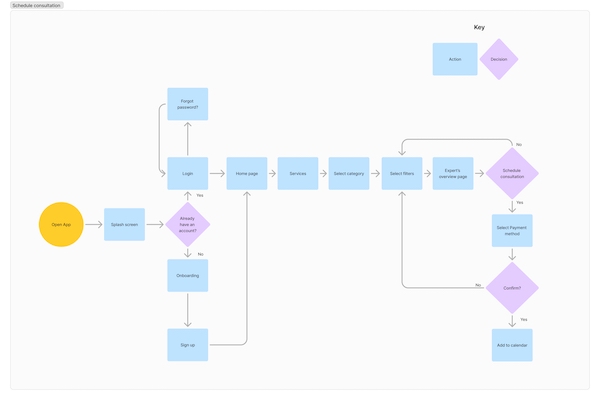 Schedule consultation
Key
Action
Decision
Forgot
password?
No
Login
Home page
Services
Select category
Select filters
Expert's
overview page
Schedule
consultation
Yes
Yes
Open App
Splash screen
Already
have an
account?
Select Payment
method
No
Onboarding
No
Confirm?
Yes
Sign up
Add to calendar